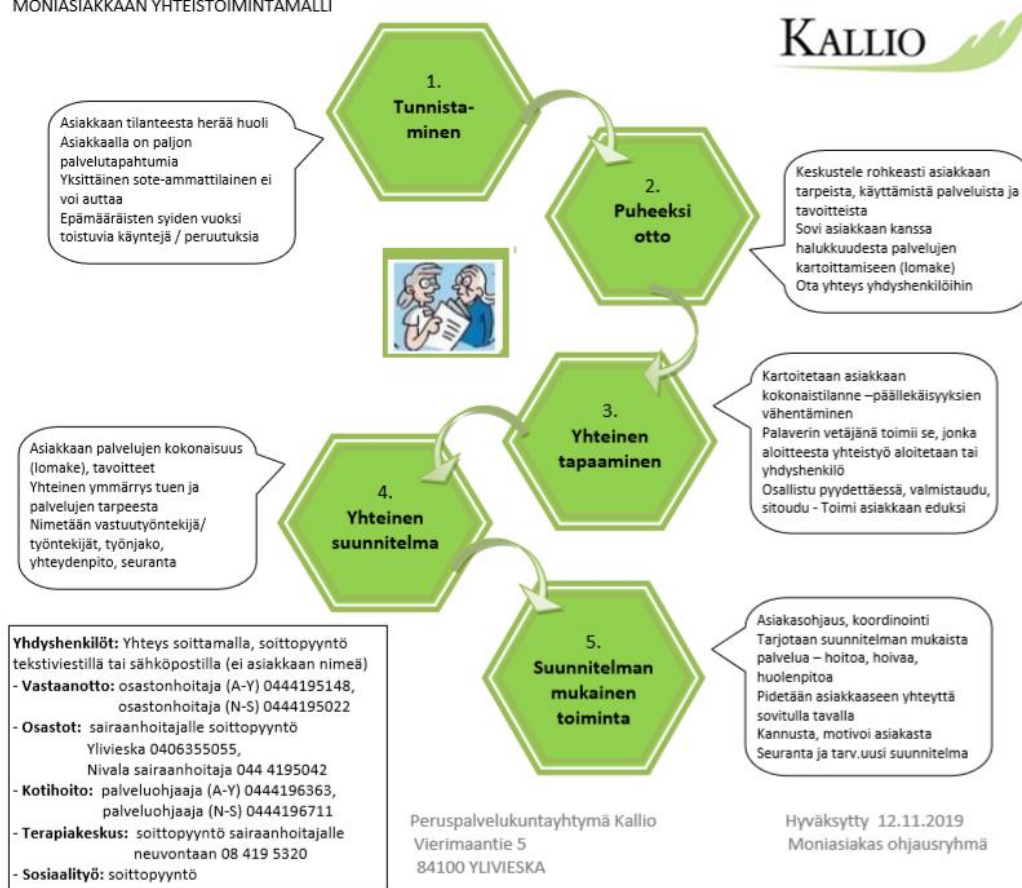 MONIASIAKKAAN YHTEISTOIMINTAMALLI
KALLIO
1.
Tunnista-
minen
Asiakkaan tilanteesta herää huoli
Asiakkaalla on paljon
palvelutapahtumia
Yksittäinen sote-ammattilainen ei
voi auttaa
Epämääräisten syiden vuoksi
toistuvia käyntejä / peruutuksia
2.
Puheeksi
otto
Keskustele rohkeasti asiakkaan
tarpeista, käyttämistä palveluista ja
tavoitteista
Sovi asiakkaan kanssa
halukkuudesta palvelujen
kartoittamiseen (lomake)
Ota yhteys yhdyshenkilöihin
3.
Yhteinen
tapaaminen
Kartoitetaan asiakkaan
kokonaistilanne –päällekäisyyksien
vähentäminen
Palaverin vetäjänä toimii se, jonka
aloitteesta yhteistyö aloitetaan tai
yhdyshenkilö
Osallistu pyydettäessä, valmistaudu,
sitoudu - Toimi asiakkaan eduksi
4.
Yhteinen
suunnitelma
Asiakkaan palvelujen kokonaisuus
(lomake), tavoitteet
Yhteinen ymmärrys tuen ja
palvelujen tarpeesta
Nimetään vastuutyöntekijä/
työntekijät, työnjako,
yhteydenpito, seuranta
5.
Suunnitelman
mukainen
toiminta
Asiakasohjaus, koordinointi
Tarjotaan suunnitelman mukaista
palvelua – hoitoa, hoivaa,
huolenpitoa
Pidetään asiakkaaseen yhteyttä
sovitulla tavalla
Kannusta, motivoi asiakasta
Seuranta ja tarv.uusi suunnitelma
Yhdyshenkilöt: Yhteys soittamalla, soittopyyntö
tekstiviestillä tai sähköpostilla (ei asiakkaan nimeä)
- Vastaanotto: osastonhoitaja (A-Y) 0444195148,
osastonhoitaja (N-S) 0444195022
- Osastot: sairaanhoitajalle soittopyyntö
Ylivieska 0406355055,
Nivala sairaanhoitaja 044 4195042
- Kotihoito: palveluohjaaja (A-Y) 0444196363,
palveluohjaaja (N-S) 0444196711
- Terapiakeskus: soittopyyntö sairaanhoitajalle
neuvontaan 08 419 5320
- Sosiaalityö: soittopyyntö
Peruspalvelukuntayhtymä Kallio
Vierimaantie 5
84100 YLIVIESKA
Hyväksytty 12.11.2019
Moniasiakas ohjausryhmä